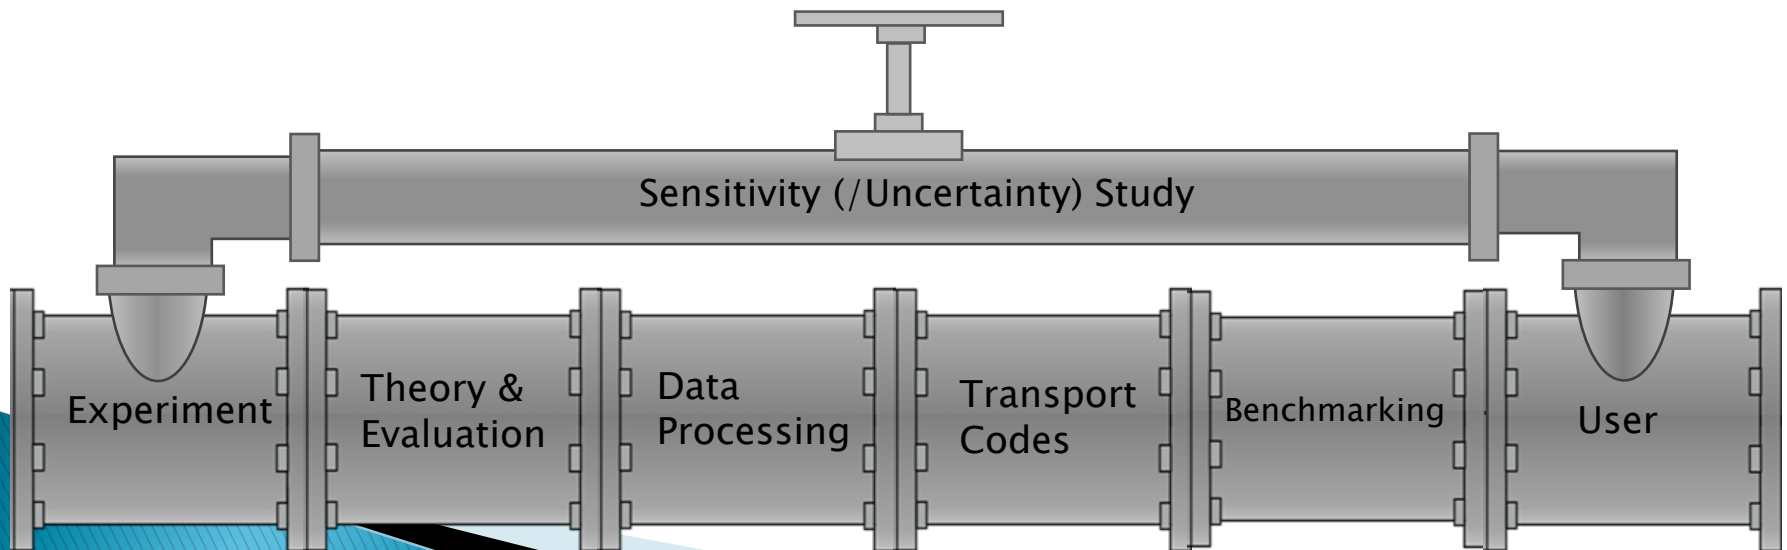 Sensitivity (/Uncertainty) Study
Experiment
Theory &
Evaluation
Data
Processing
Transport
Codes
Benchmarking
User